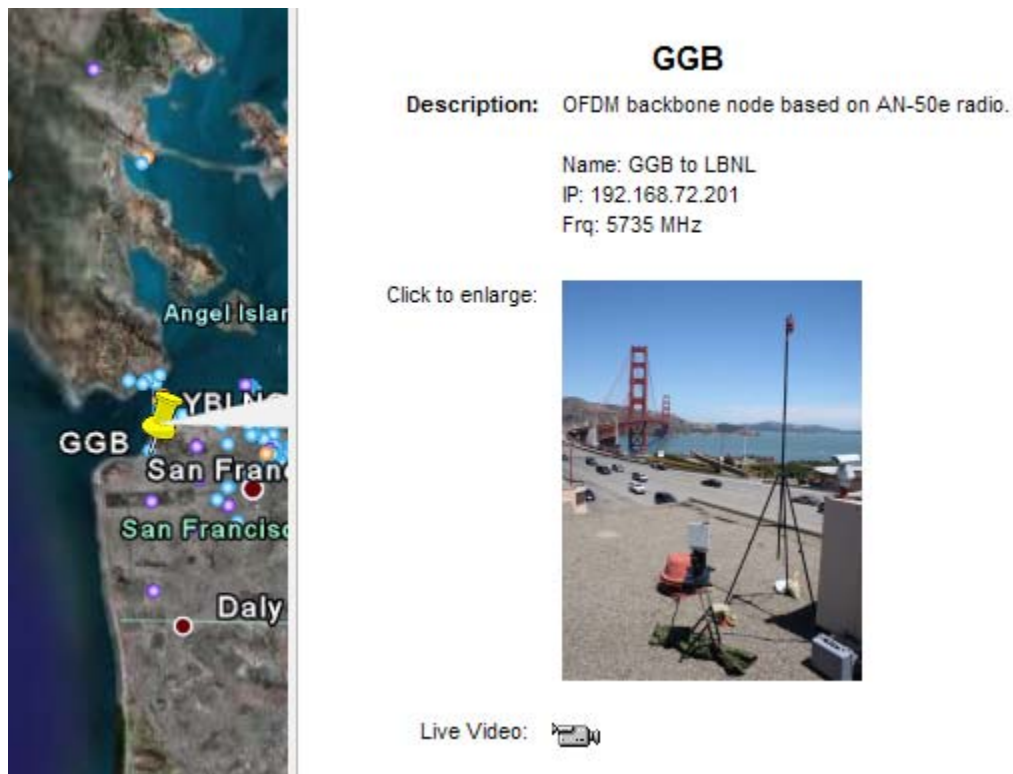 GGB
Description: OFDM backbone node based on AN-50e radio.
Name: GGB to LBNL
IP: 192.168.72.201
Frq: 5735 MHz
Click to enlarge:
Live Video:
Angel Islan
GGB
San Fran
San Francisc
Daly